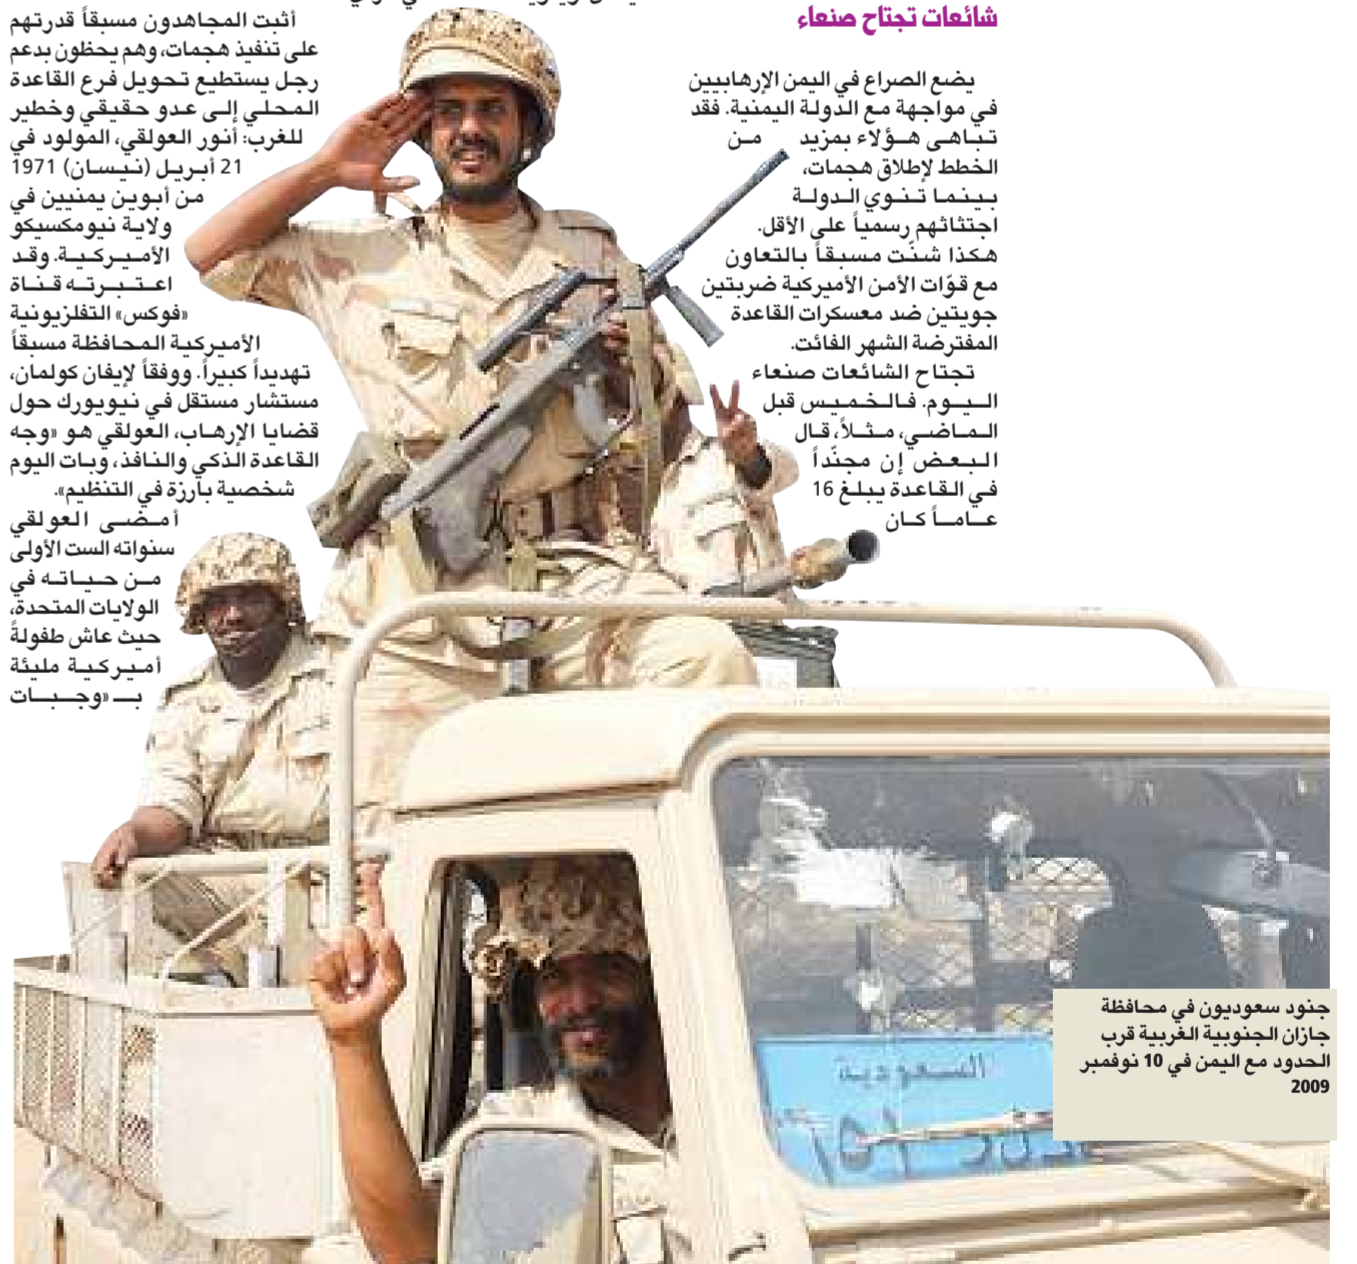 شائعات تجتاح صنعاء
يضع الصراع في اليمن الإرهابيين
في مواجهة مع الدولة اليمنية. فقد
تباهى هؤلاء بمزيد من
الخطط لإطلاق هجمات،
بينما تنوي الدولة
اجتثاثهم رسمياً على الأقل.
هكذا شنّت مسبقاً بالتعاون
مع قوّات الأمن الأميركية ضربتين
جويتين ضد معسكرات القاعدة
المفترضة الشهر الفائت.
تجتاح الشائعات صنعاء
اليوم. فالخميس قبل
الماضي، مثلاً، قال
البعض إن مجنّداً
في القاعدة يبلغ 16
عاماً كان
أثبت المجاهدون مسبقاً قدرتهم
على تنفيذ هجمات، وهم يحظون بدعم
رجل يستطيع تحويل فرع القاعدة
المحلي إلى عدو حقيقي وخطير
للغرب: أنور العولقي، المولود في
21 أبريل (نيسان) 1971
من أبوين يمنيين في
ولاية نيومكسيكو
الأميركية. وقد
اعتبرته قناة
«فوكس» التفلزيونية
الأميركية المحافظة مسبقاً
تهديداً كبيراً. ووفقاً لإيفان كولمان،
مستشار مستقل في نيويورك حول
قضايا الإرهاب، العولقي هو «وجه
القاعدة الذكي والنافذ، وبات اليوم
شخصية بارزة في التنظيم».
أمضى العولقي
سنواته الست الأولى
من حياته في
الولايات المتحدة،
حيث عاش طفولةً
أميركية مليئة
بـ «وجبات
السعودية
جنود سعوديون في محافظة
جازان الجنوبية الغربية قرب
الحدود مع اليمن في 10 نوفمبر
2009